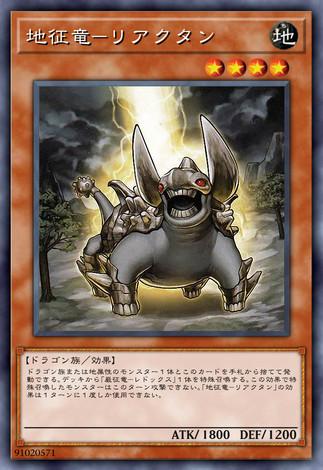 地征竜－リアクタン
地
【ドラゴン族／効果】
ドラゴン族または地属性のモンスター１体とこのカードを手札から捨てて発
動できる。デッキから「巌征竜－レドックス」１体を特殊召喚する。この効果で特
殊召喚したモンスターはこのターン攻撃できない。「地征竜－リアクタン」の効
果は１ターンに１度しか使用できない。
ATK/ 1800 DEF/ 1200
91020571